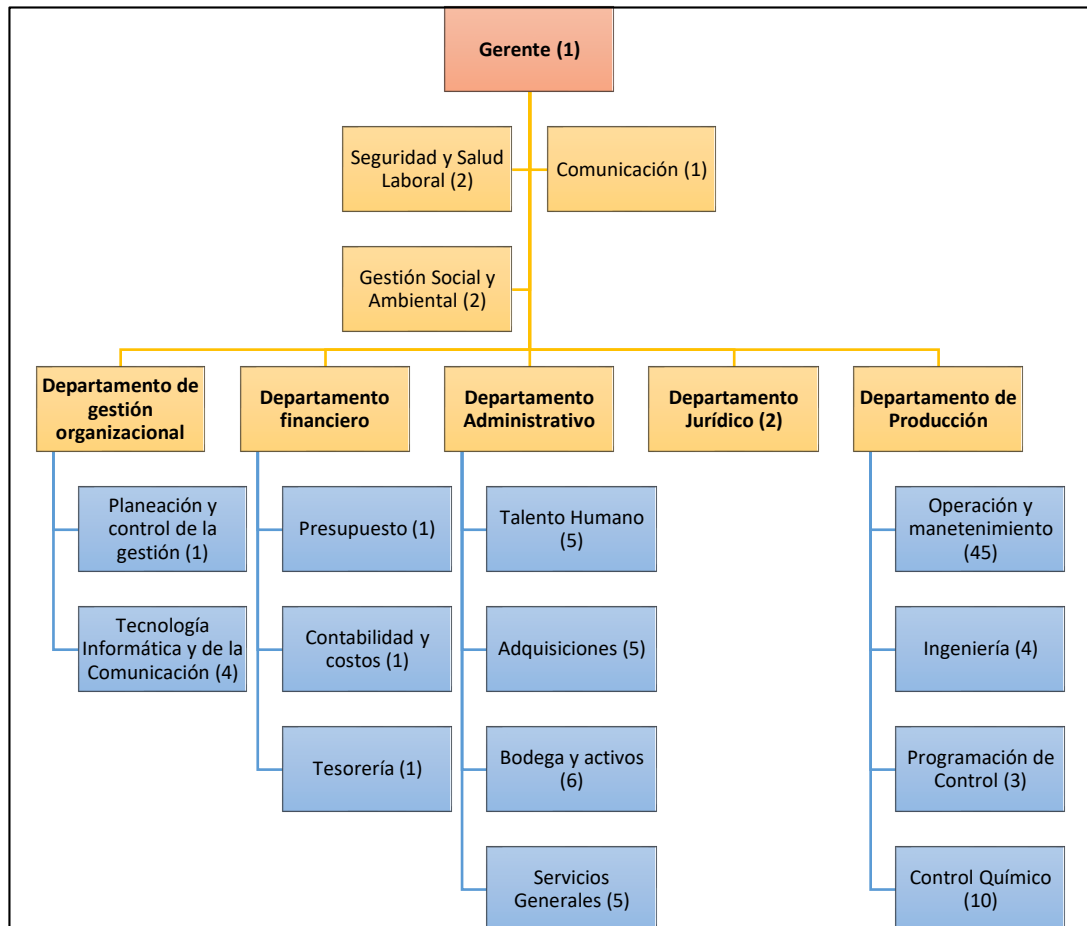 Gerente (1)
Seguridad y Salud
Laboral (2)
Comunicación (1)
Gestión Social y
Ambiental (2)
Departamento de
gestión
organizacional
Departamento
financiero
Departamento
Administrativo
Departamento
Jurídico (2)
Departamento de
Producción
Planeación y
control de la
gestión (1)
Tecnología
Informática y de la
Comunicación (4)
Presupuesto (1)
Contabilidad y
costos (1)
Tesorería (1)
Talento Humano
(5)
Adquisiciones (5)
Bodega y activos
(6)
Servicios
Generales (5)
Operación y
manetenimiento
(45)
Ingeniería (4)
Programación de
Control (3)
Control Químico
(10)